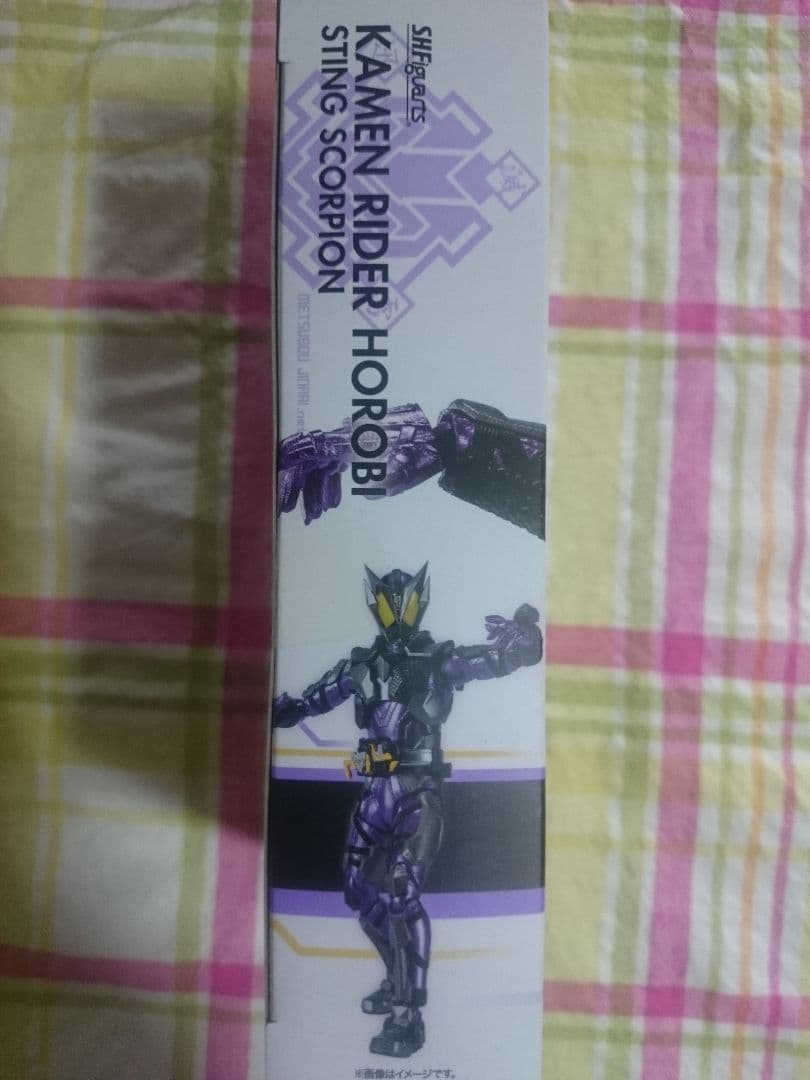 S.H.Figuarts
KAMEN RIDER HOROBI
STING SCORPION
METSUBOU JINRAI.net
※画像はイメージです。